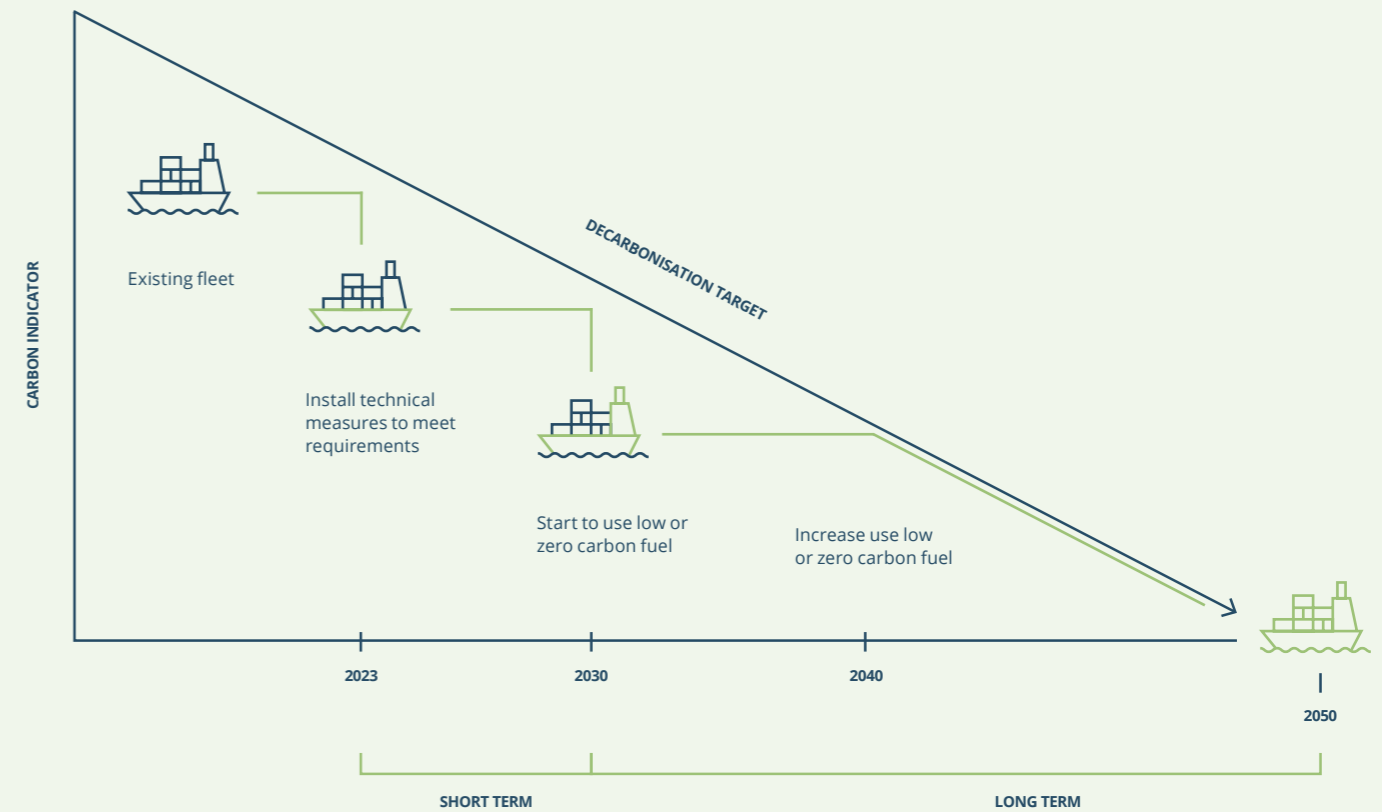 CARBON INDICATOR
DECARBONISATION TARGET
Existing fleet
Install technical
measures to meet
requirements
Start to use low or
zero carbon fuel
Increase use low
or zero carbon fuel
2023
2030
2040
2050
SHORT TERM
LONG TERM